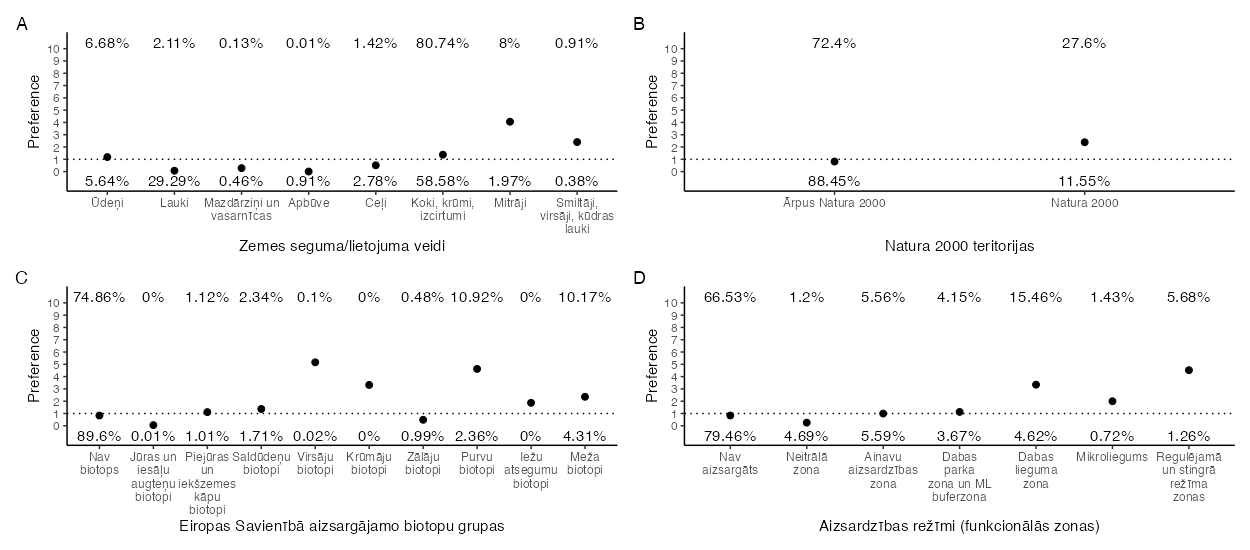 A
6.68% 2.11% 0.13% 0.01% 1.42% 80.74% 8% 0.91%
10
9
8
7
6
5
4
3
2
1
0
Preference
5.64% 29.29% 0.46% 0.91% 2.78% 58.58% 1.97% 0.38%
Ūdeņi Lauki Mazdārziņi un Apbūve Ceļi Koki, krūmi, Mitrāji Smiltāji,
vasarnīcas izcirtumi virsāji, kūdras
lauki
Zemes seguma/lietojuma veidi
B
72.4% 27.6%
10
9
8
7
6
5
4
3
2
1
0
Preference
88.45% 11.55%
Ārpus Natura 2000 Natura 2000
Natura 2000 teritorijas
C
74.86% 0% 1.12% 2.34% 0.1% 0% 0.48% 10.92% 0% 10.17%
10
9
8
7
6
5
4
3
2
1
0
Preference
89.6% 0.01% 1.01% 1.71% 0.02% 0% 0.99% 2.36% 0% 4.31%
Nav Jūras un Piejūras Saldūdeņu Virsāju Krūmāju Zālāju Purvu Iežu Meža
biotops iesāļu un biotopi biotopi biotopi biotopi biotopi atsegumu biotopi
augteņu iekšzemes biotopi
biotopi kāpu
biotopi
Eiropas Savienībā aizsargājamo biotopu grupas
D
66.53% 1.2% 5.56% 4.15% 15.46% 1.43% 5.68%
10
9
8
7
6
5
4
3
2
1
0
Preference
79.46% 4.69% 5.59% 3.67% 4.62% 0.72% 1.26%
Nav Neitrālā Ainavu Dabas Dabas Mikroliegums Regulējamā
aizsargāts zona aizsardzības parka lieguma un stingrā
zona zona un ML zona režīma
buferzona zonas
Aizsardzības režīmi (funkcionālās zonas)